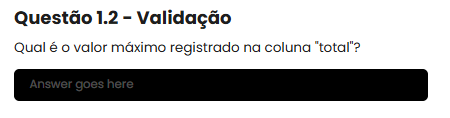 Questão 1.2 - Validação
Qual é o valor máximo registrado na coluna "total"?
Answer goes here